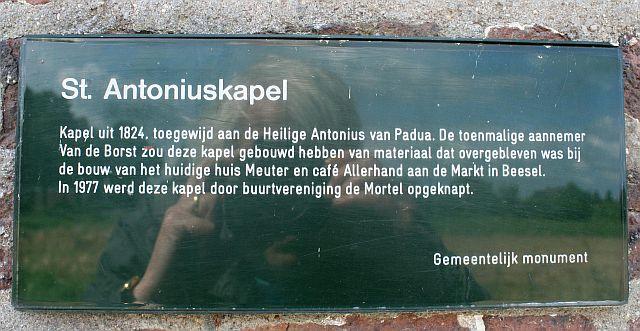 St. Antoniuskapel
Kapel uit 1824, toegewijd aan de Heilige Antonius van Padua. De toenmalige aannemer
Van de Borst zou deze kapel gebouwd hebben van materiaal dat overgebleven was bij
de bouw van het huidige huis Meuter en café Allerhand aan de Markt in Beesel.
In 1977 werd deze kapel door buurtvereniging de Mortel opgeknapt.
Gemeentelijk monument